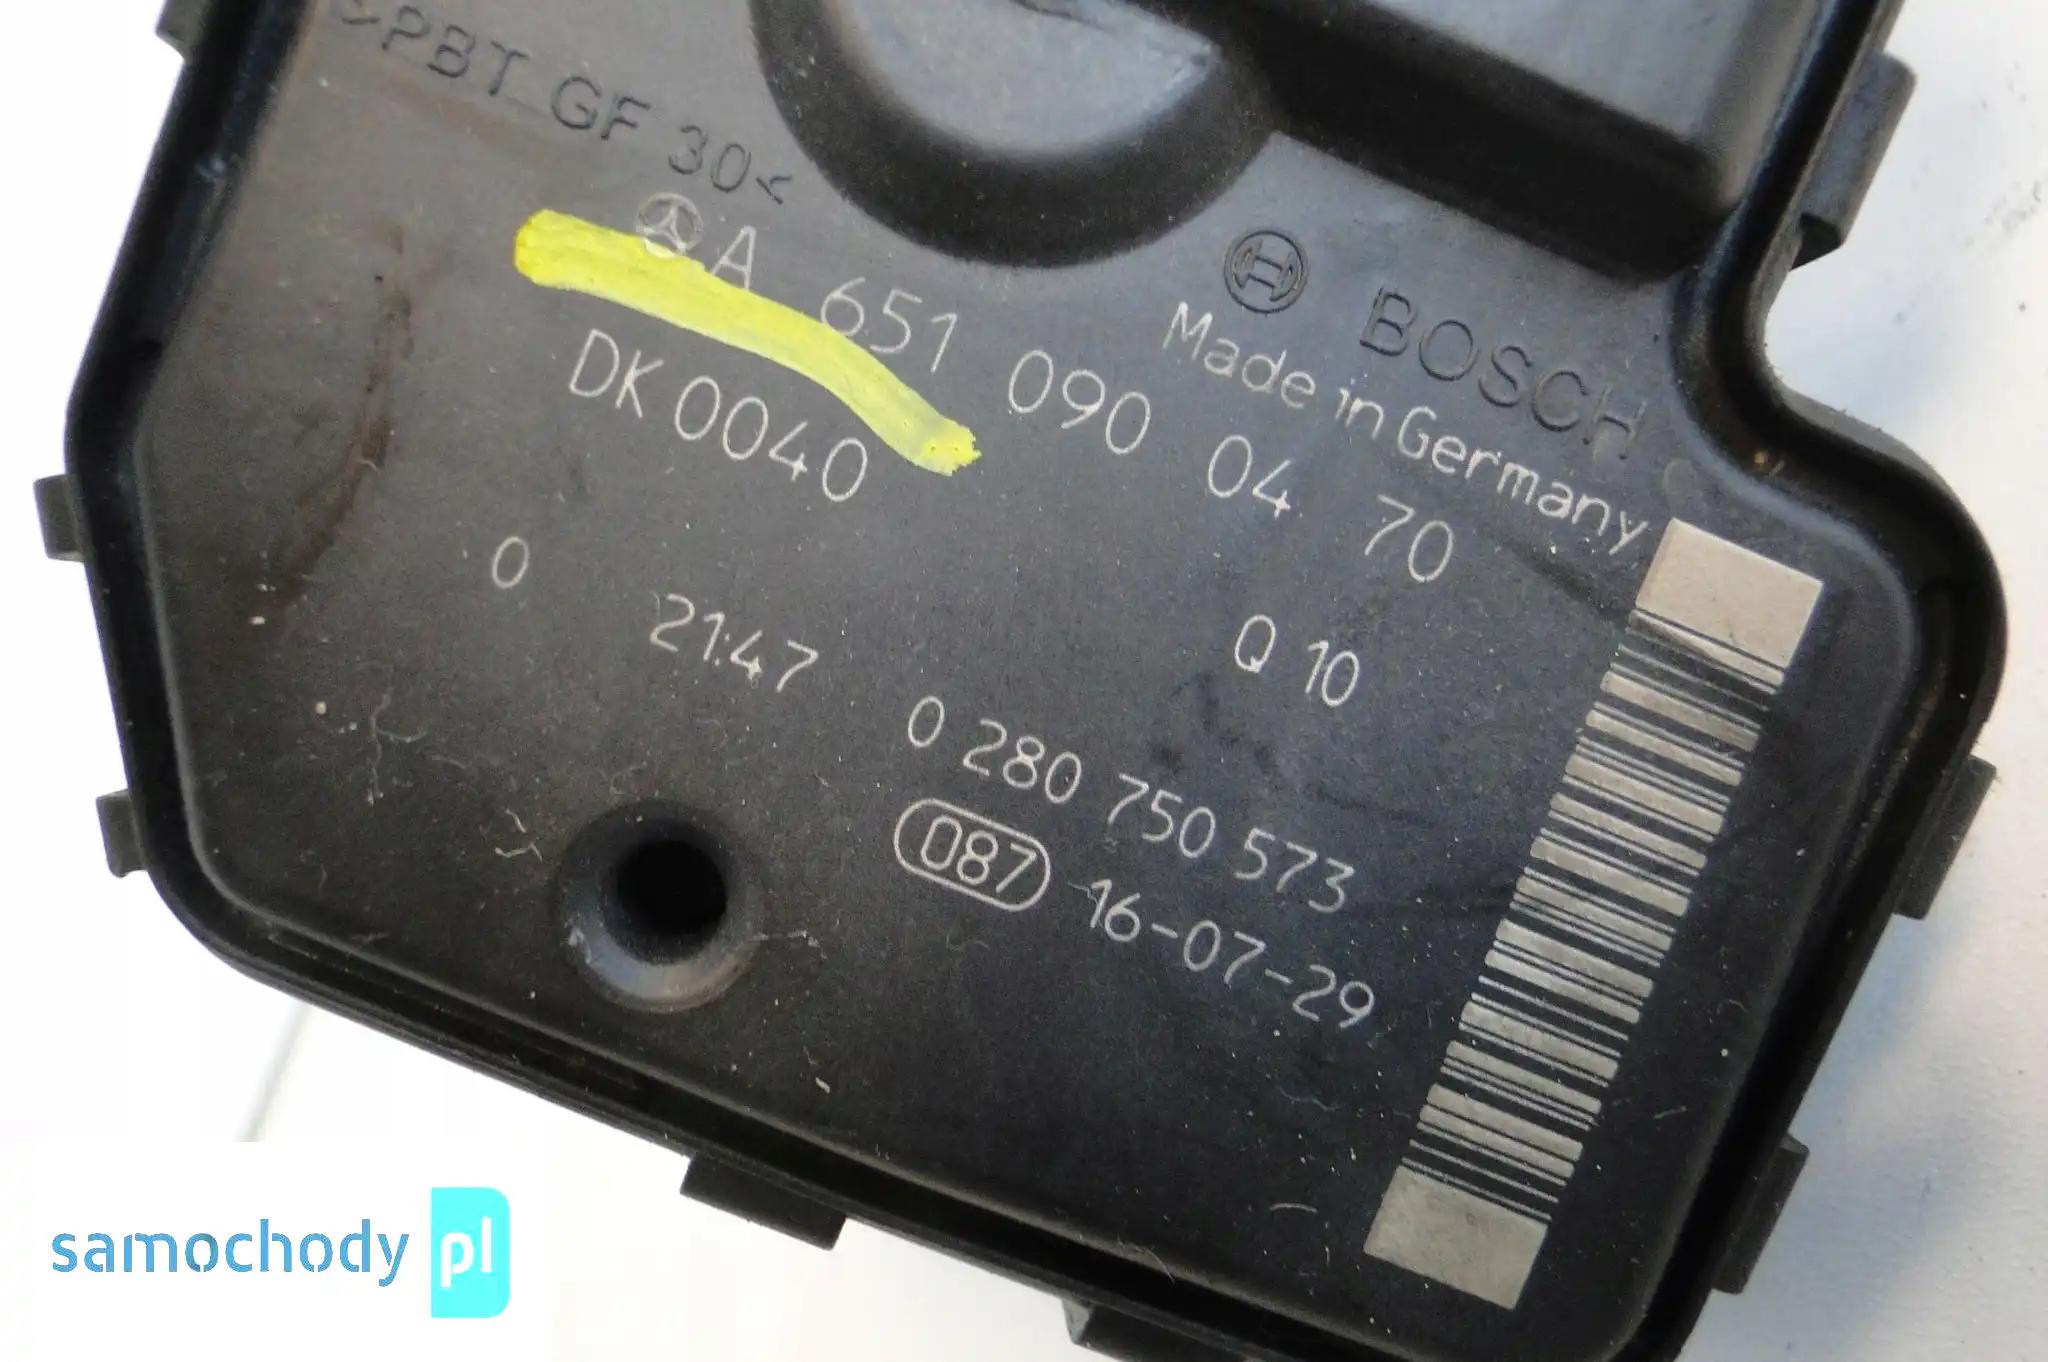 >PBT GF 30<
A 651 090 04 70
BOSCH
Made in Germany
DK 0040
0 21:47 Q 10
0 280 750 573
087 16-07-29
samochody pl